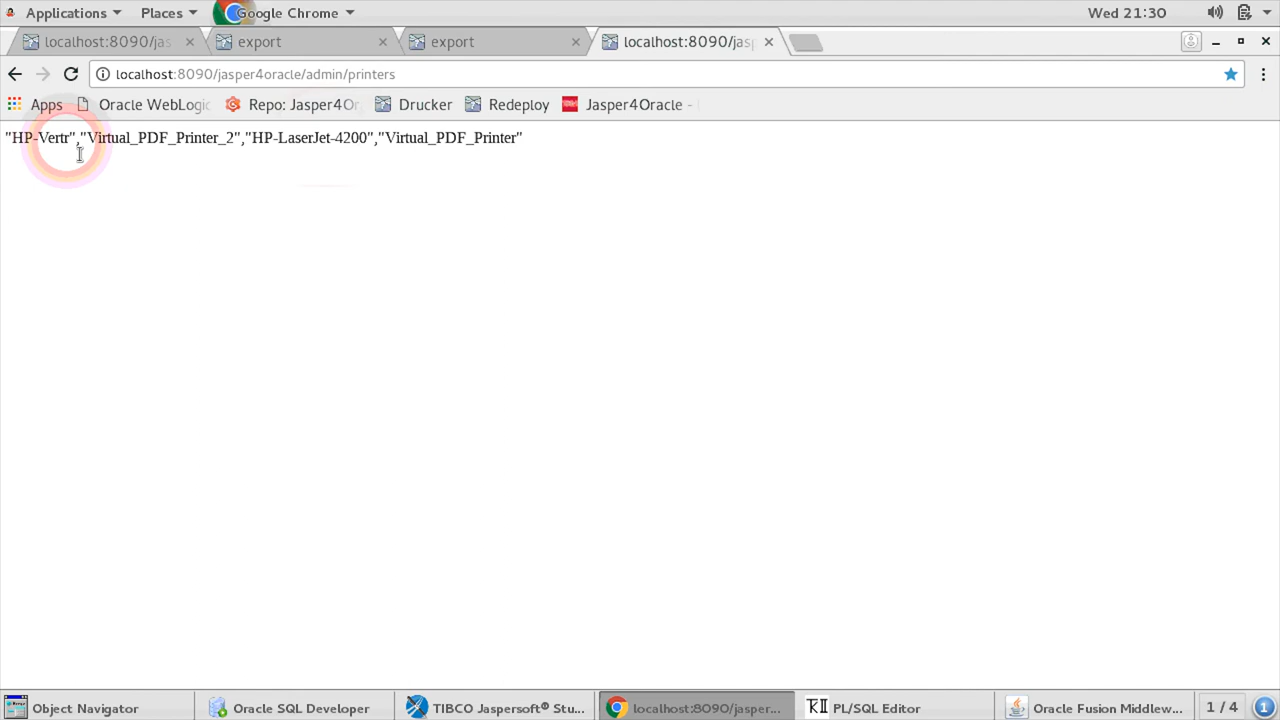 Applications Places Google Chrome Wed 21:30
localhost:8090/jas export export localhost:8090/jasp
localhost:8090/jasper4oracle/admin/printers
Apps Oracle WebLogic Repo: Jasper4Or Drucker Redeploy Jasper4Oracle -
"HP-Vertr","Virtual_PDF_Printer_2","HP-LaserJet-4200","Virtual_PDF_Printer"
Object Navigator Oracle SQL Developer TIBCO Jaspersoft® Stu... localhost:8090/jasper... PL/SQL Editor Oracle Fusion Middlew... 1 / 4 1